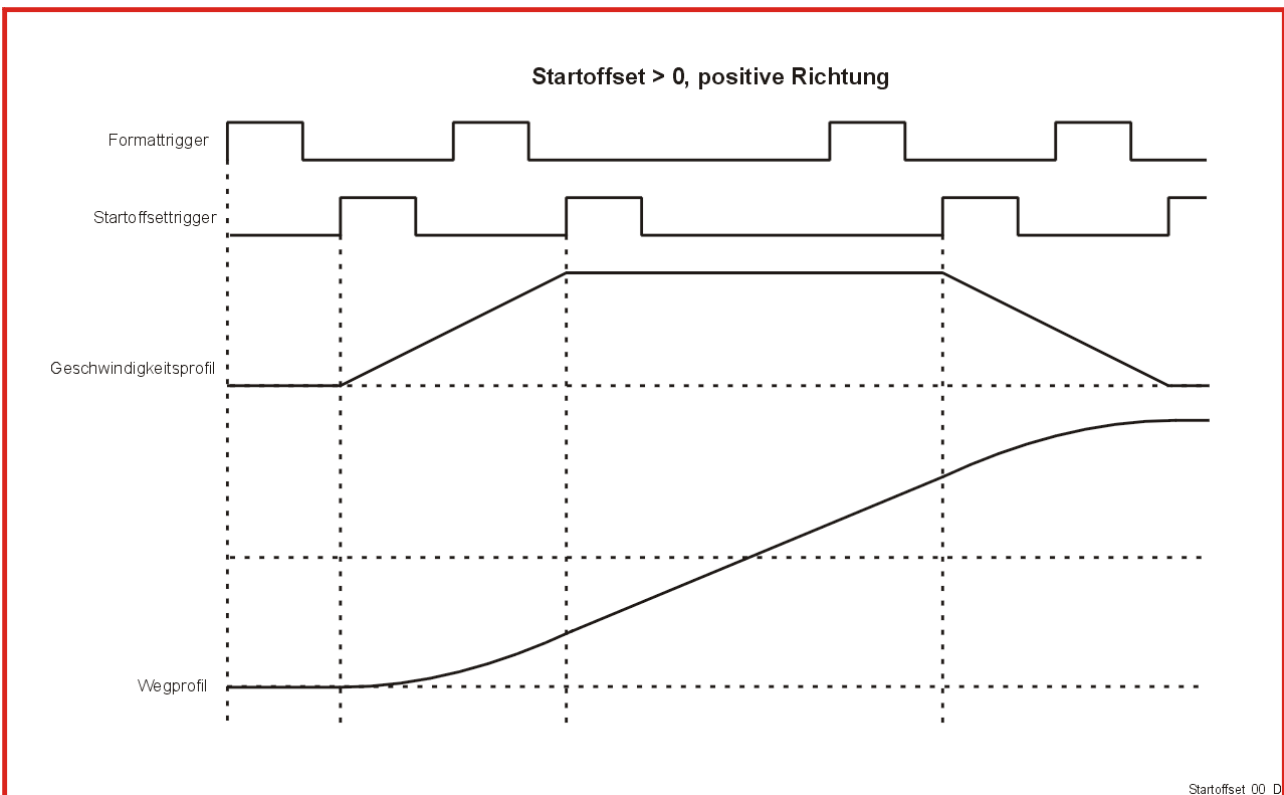 Startoffset > 0, positive Richtung
Formattrigger
Startoffsettrigger
Geschwindigkeitsprofil
Wegprofil
Startoffset 00 D